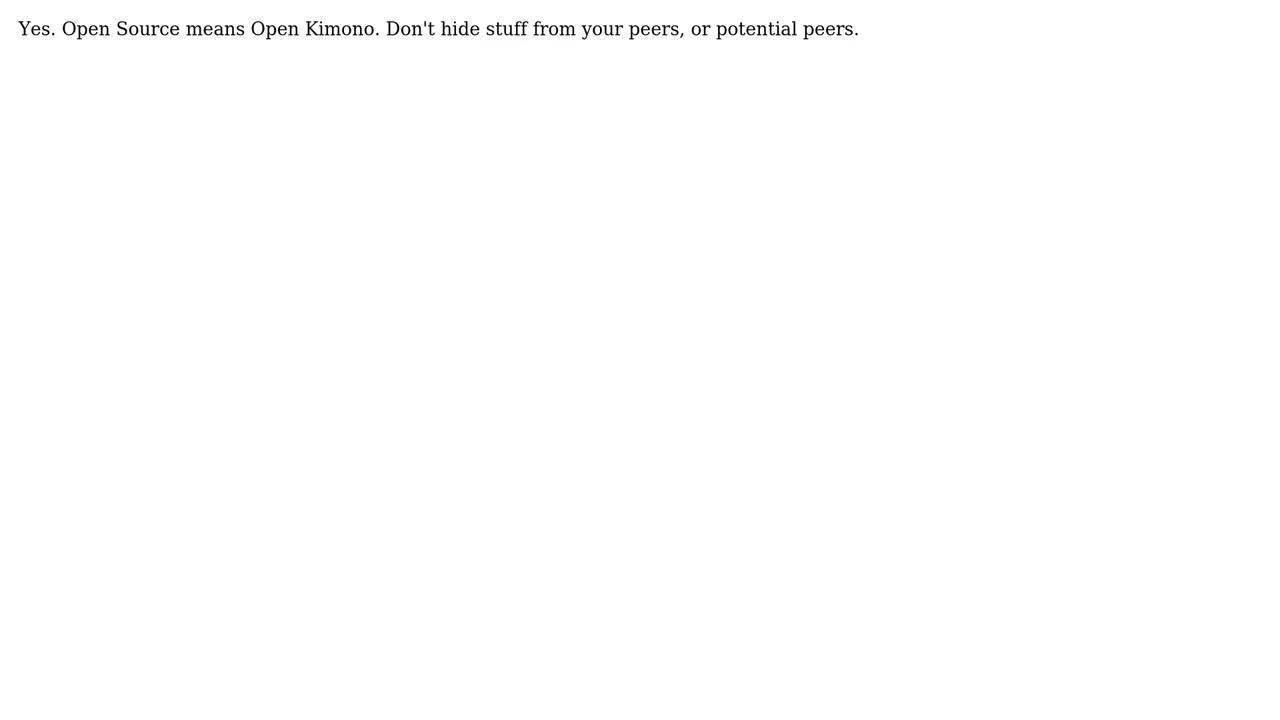 Yes. Open Source means Open Kimono. Don't hide stuff from your peers, or potential peers.